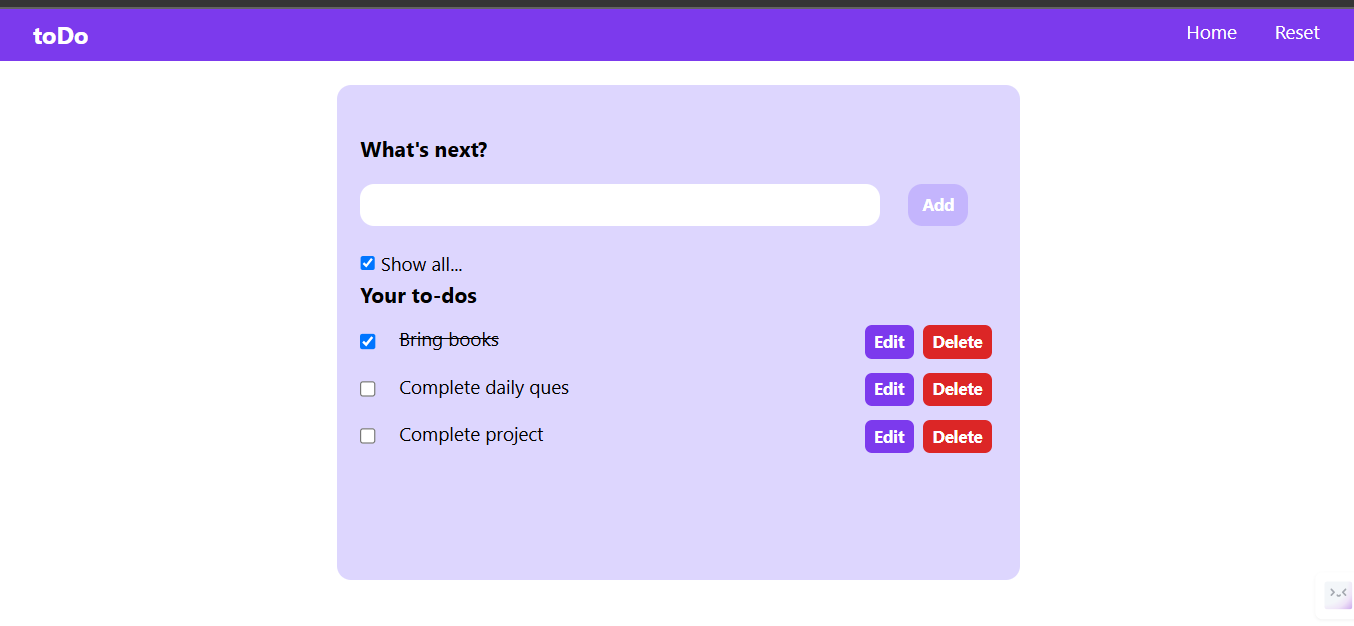 toDo
Home Reset
What's next?
Add
Show all...
Your to-dos
Bring books Edit Delete
Complete daily ques Edit Delete
Complete project Edit Delete